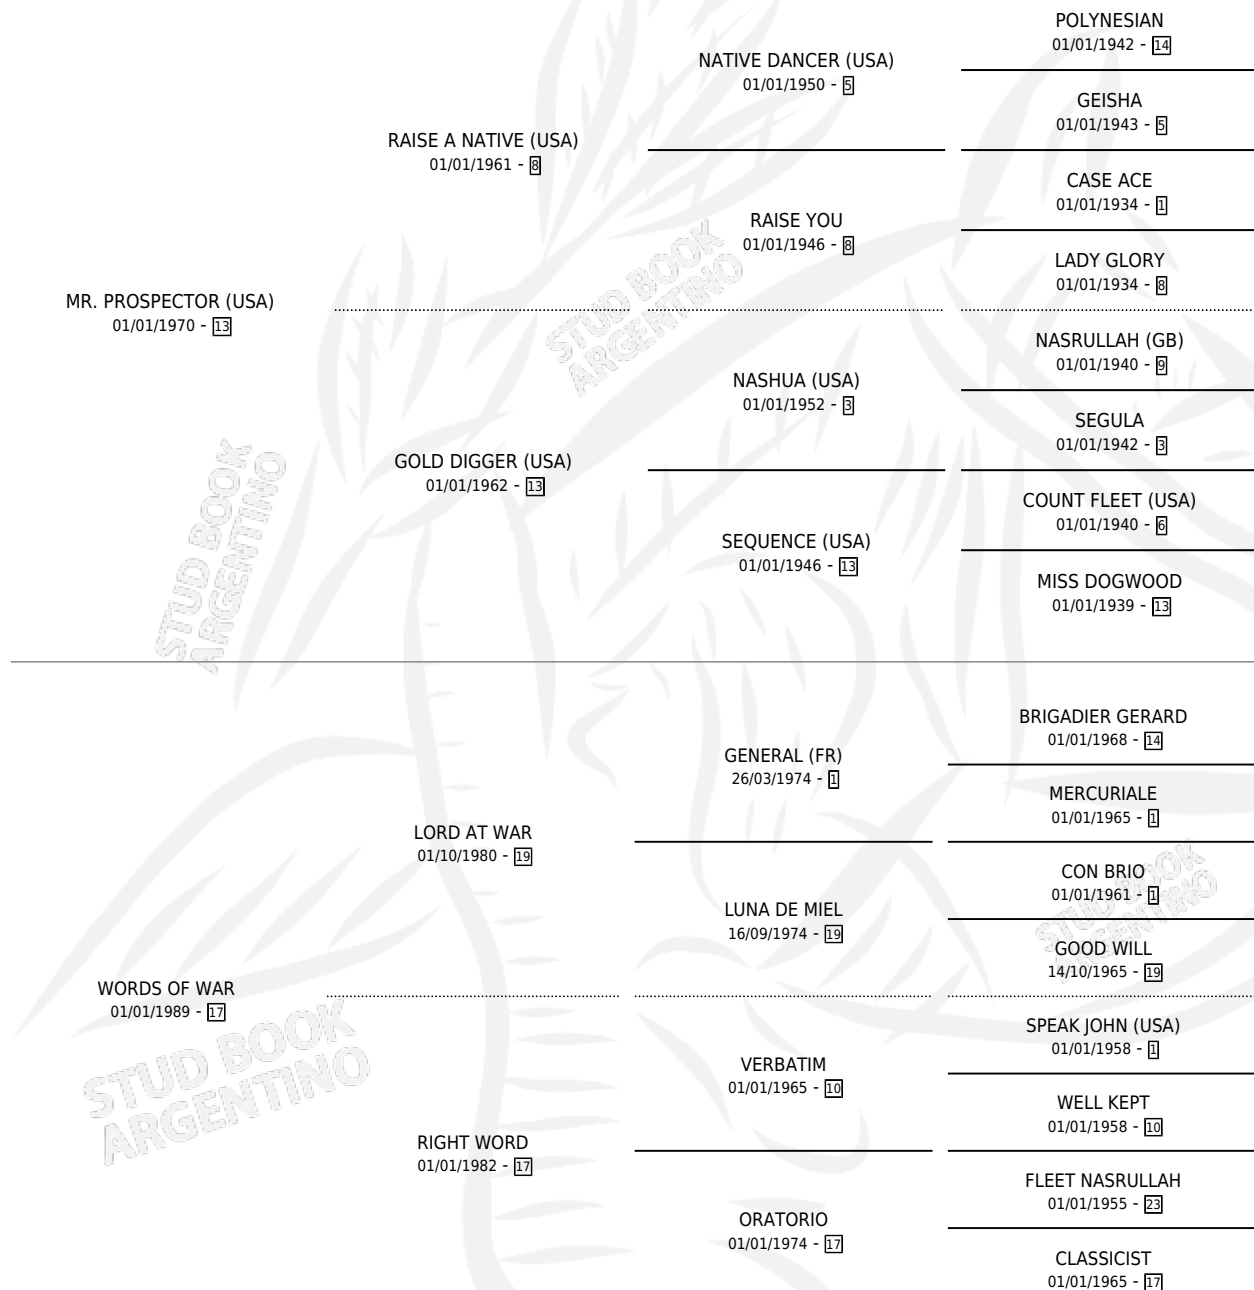 POLYNESIAN
01/01/1942 - 14
NATIVE DANCER (USA)
01/01/1950 - 5
GEISHA
01/01/1943 - 5
RAISE A NATIVE (USA)
01/01/1961 - 8
CASE ACE
01/01/1934 - 1
RAISE YOU
01/01/1946 - 8
LADY GLORY
01/01/1934 - 8
MR. PROSPECTOR (USA)
01/01/1970 - 13
NASRULLAH (GB)
01/01/1940 - 9
NASHUA (USA)
01/01/1952 - 3
SEGULA
01/01/1942 - 3
GOLD DIGGER (USA)
01/01/1962 - 13
COUNT FLEET (USA)
01/01/1940 - 6
SEQUENCE (USA)
01/01/1946 - 13
MISS DOGWOOD
01/01/1939 - 13
BRIGADIER GERARD
01/01/1968 - 14
GENERAL (FR)
26/03/1974 - 1
MERCURIALE
01/01/1965 - 1
LORD AT WAR
01/10/1980 - 19
CON BRIO
01/01/1961 - 1
LUNA DE MIEL
16/09/1974 - 19
GOOD WILL
14/10/1965 - 19
WORDS OF WAR
01/01/1989 - 17
SPEAK JOHN (USA)
01/01/1958 - 1
VERBATIM
01/01/1965 - 10
WELL KEPT
01/01/1958 - 10
RIGHT WORD
01/01/1982 - 17
FLEET NASRULLAH
01/01/1955 - 23
ORATORIO
01/01/1974 - 17
CLASSICIST
01/01/1965 - 17
STUD BOOK
ARGENTINO
STUD BOOK
ARGENTINO
STUD BOOK
ARGENTINO
STUD BOOK
ARGENTINO